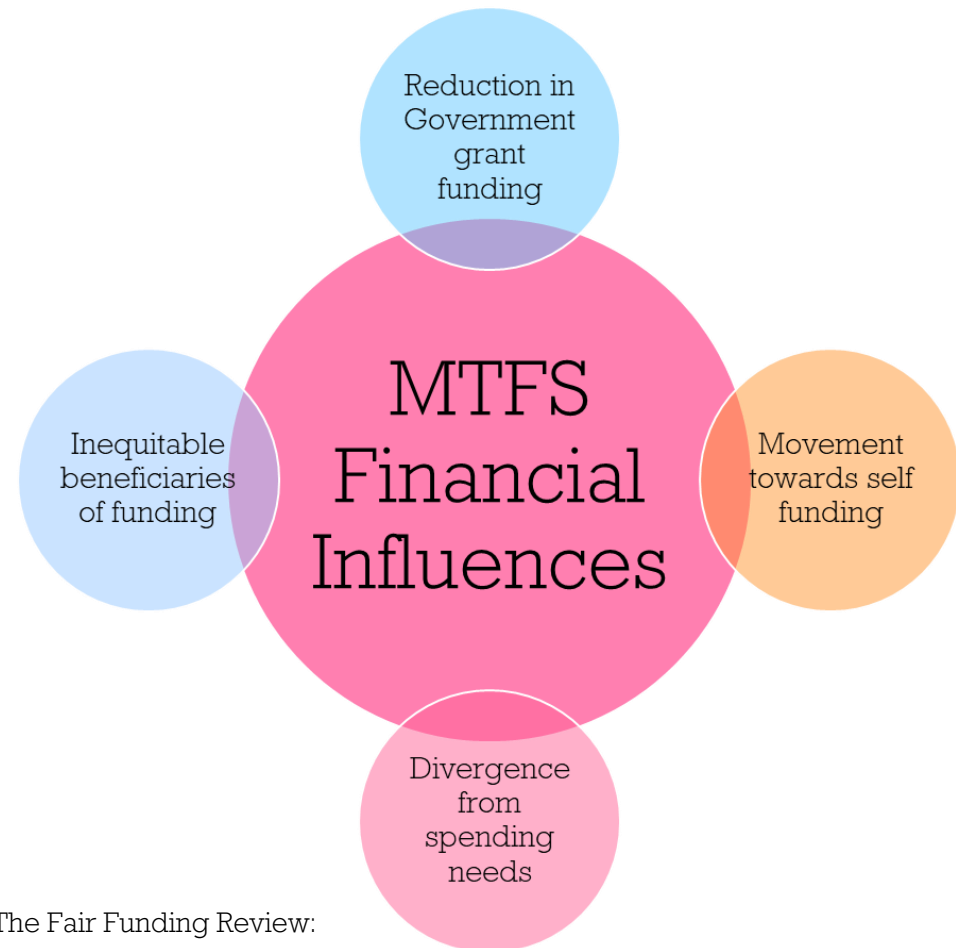 Reduction in
Government
grant
funding
MTFS
Financial
Influences
Inequitable
beneficiaries
of funding
Movement
towards self
funding
Divergence
from
spending
needs
The Fair Funding Review: